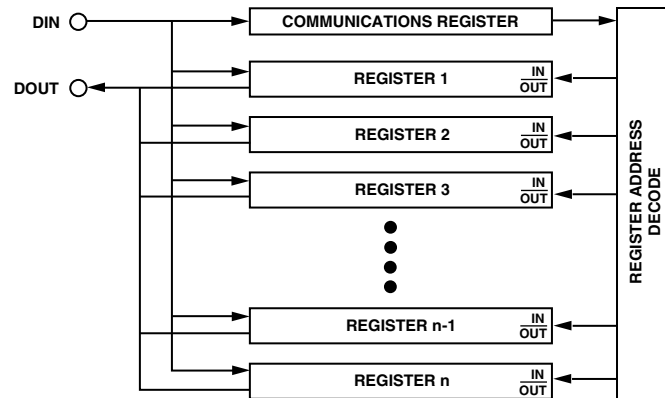 DIN
COMMUNICATIONS REGISTER
DOUT
REGISTER 1
IN
OUT
REGISTER 2
IN
OUT
REGISTER 3
IN
OUT
REGISTER n-1
IN
OUT
REGISTER n
IN
OUT
REGISTER ADDRESS
DECODE